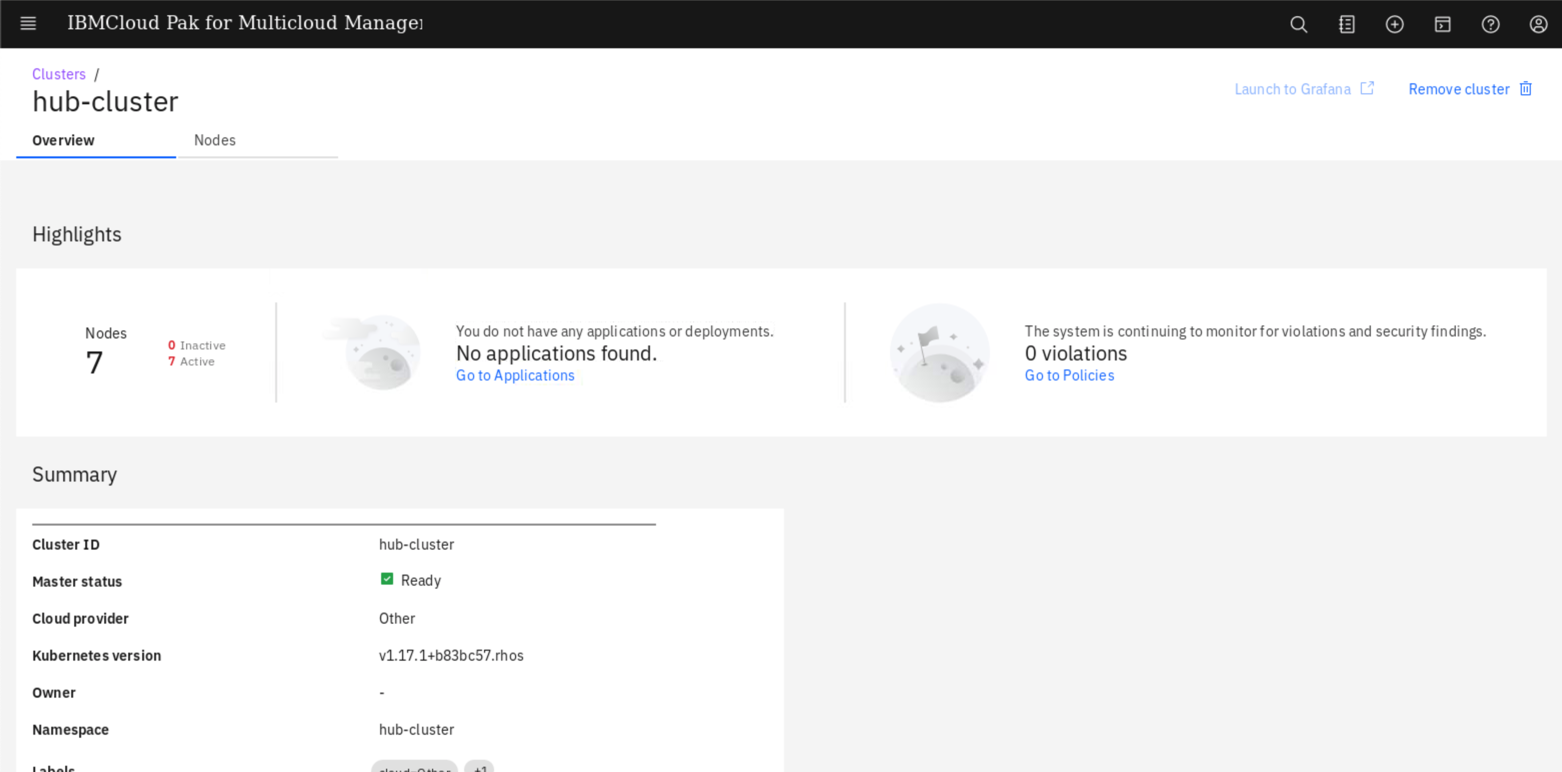 IBMCloud Pak for Multicloud Manager
Clusters /
hub-cluster
Launch to Grafana
Remove cluster
Overview
Nodes
Highlights
Nodes
7
0 Inactive
7 Active
You do not have any applications or deployments.
No applications found.
Go to Applications
The system is continuing to monitor for violations and security findings.
0 violations
Go to Policies
Summary
Cluster ID hub-cluster
Master status Ready
Cloud provider Other
Kubernetes version v1.17.1+b83bc57.rhos
Owner -
Namespace hub-cluster
Labels cloud=Other +1